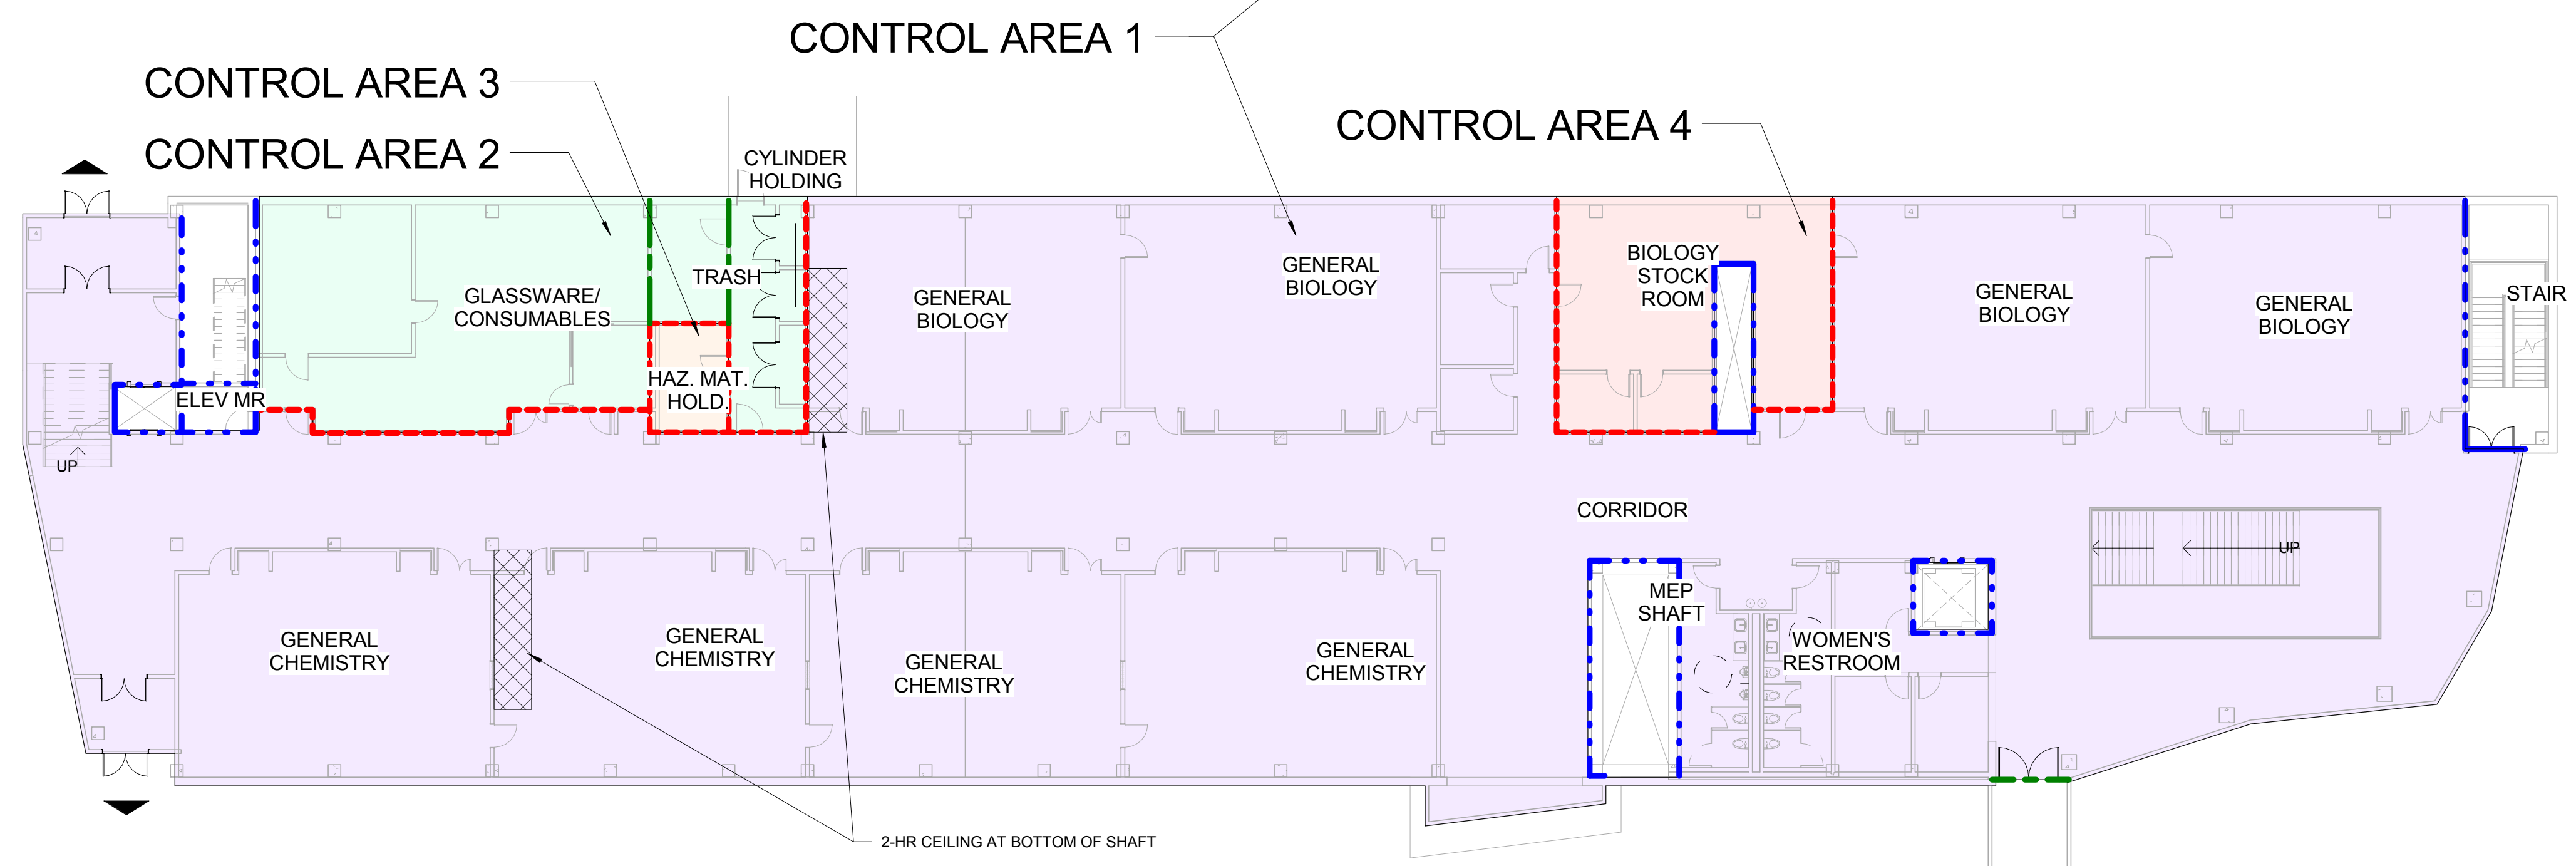 CONTROL AREA 1
CONTROL AREA 3
CONTROL AREA 4
CONTROL AREA 2
CYLINDER
HOLDING
TRASH
GLASSWARE/
CONSUMABLES
GENERAL
BIOLOGY
GENERAL
BIOLOGY
BIOLOGY
STOCK
ROOM
GENERAL
BIOLOGY
GENERAL
BIOLOGY
STAIR
HAZ. MAT.
HOLD.
ELEV MR
UP
CORRIDOR
UP
MEP
SHAFT
WOMEN'S
RESTROOM
GENERAL
CHEMISTRY
GENERAL
CHEMISTRY
GENERAL
CHEMISTRY
GENERAL
CHEMISTRY
2-HR CEILING AT BOTTOM OF SHAFT